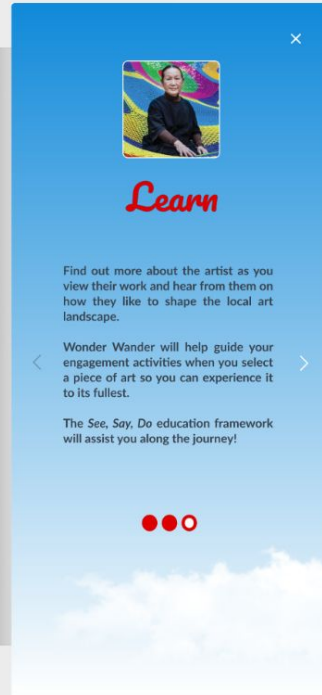 Learn
Find out more about the artist as you
view their work and hear from them on
how they like to shape the local art
landscape.
Wonder Wander will help guide your
engagement activities when you select
a piece of art so you can experience it
to its fullest.
The See, Say, Do education framework
will assist you along the journey!